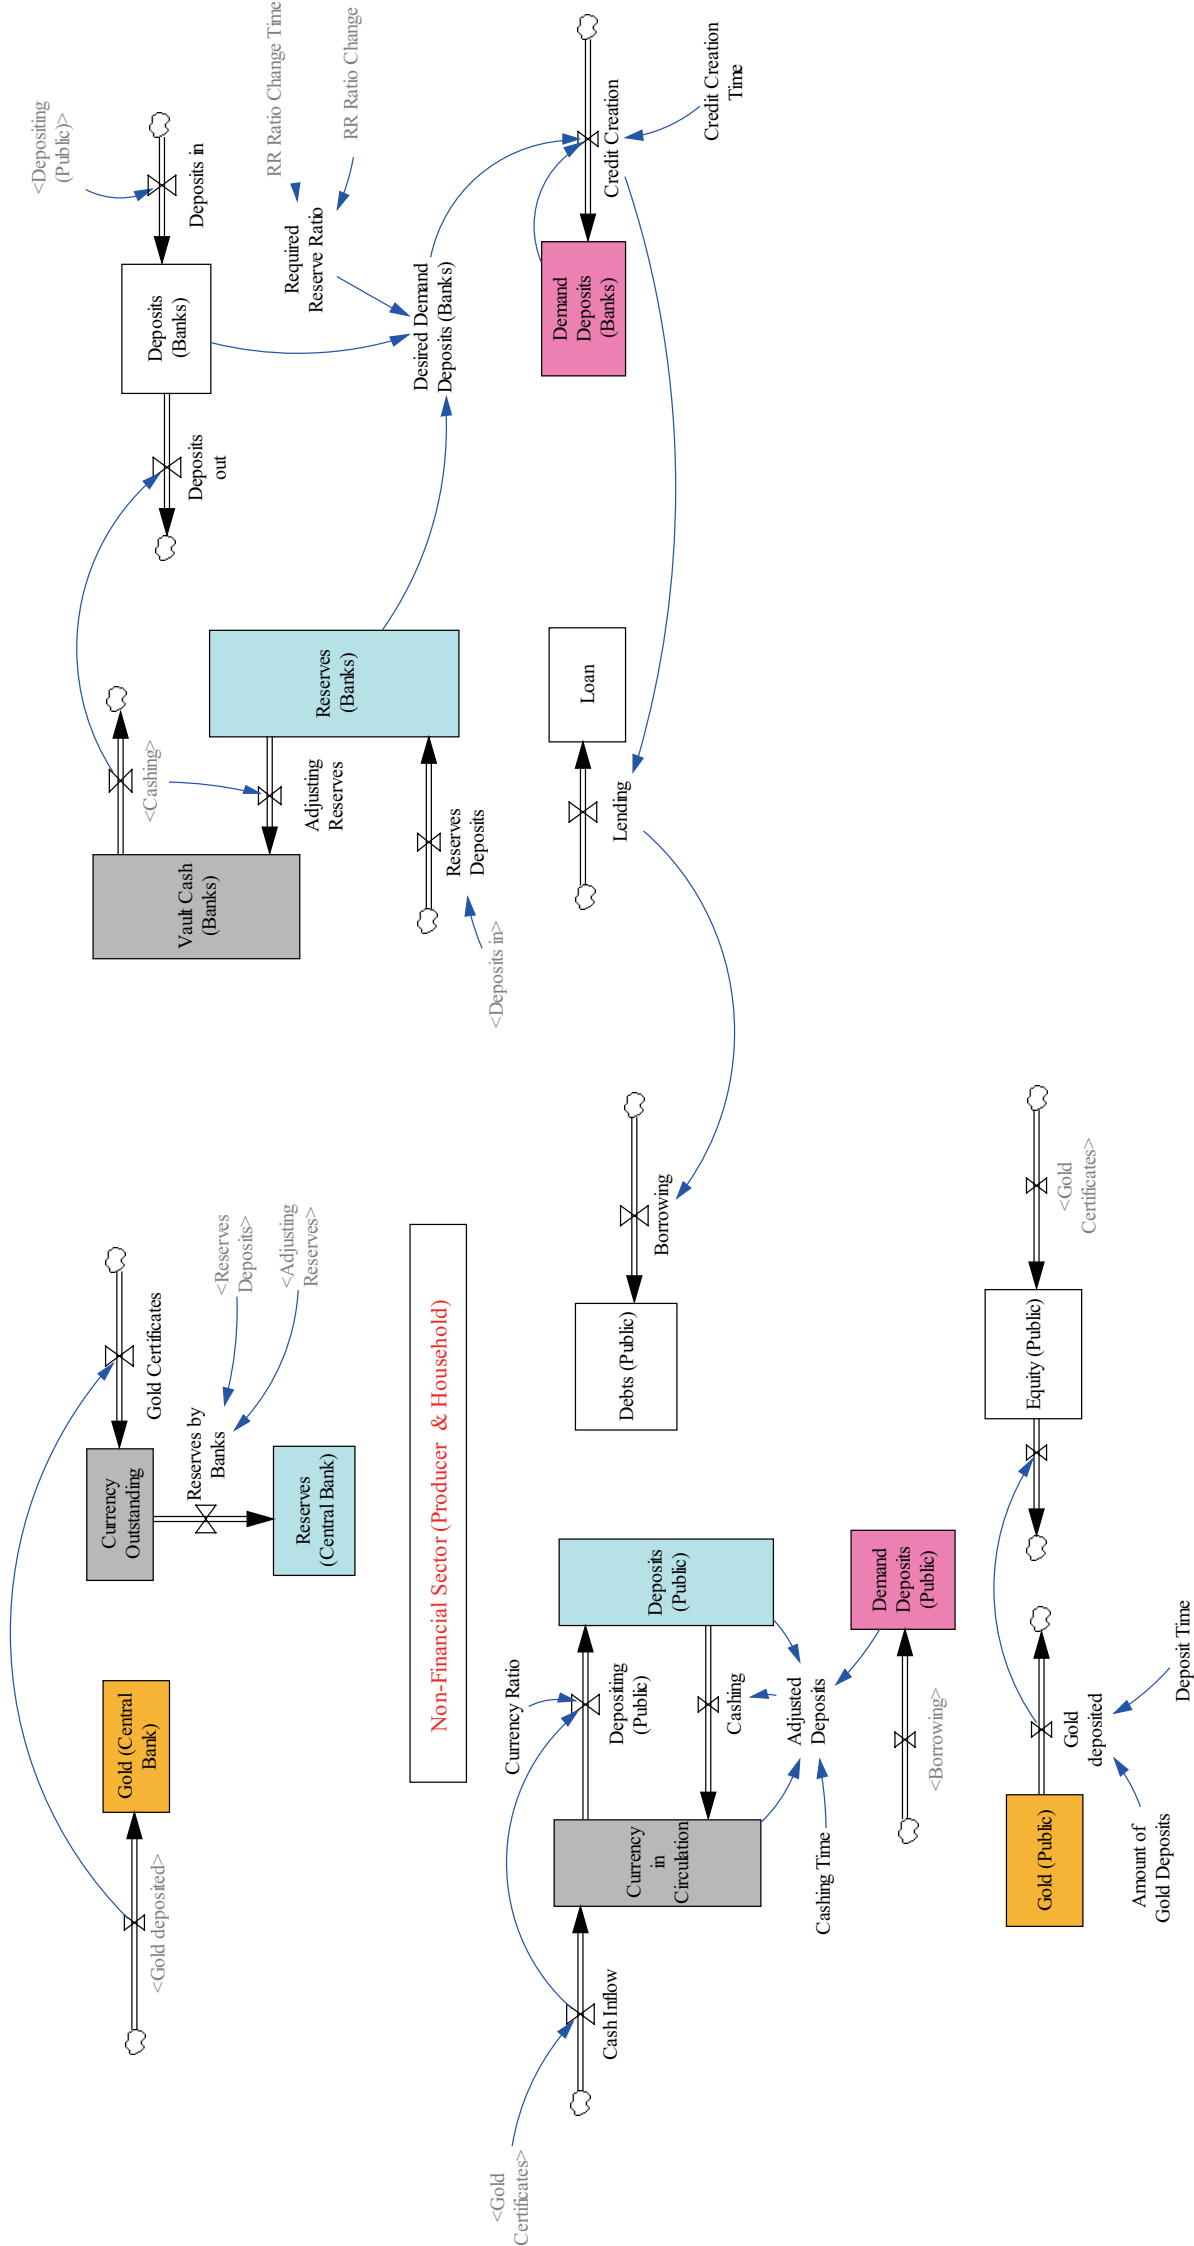 <Gold deposited>
Gold (Central
Bank)
Currency
Outstanding
Gold Certificates
Reserves by
Banks
<Reserves
Deposits>
<Adjusting
Reserves>
Reserves
(Central Bank)
Vault Cash
(Banks)
<Cashing>
Adjusting
Reserves
Reserves
(Banks)
Reserves
Deposits
<Deposits in>
Deposits
out
Deposits
(Banks)
Deposits in
<Depositing
(Public)>
RR Ratio Change Time
RR Ratio Change
Required
Reserve Ratio
Desired Demand
Deposits (Banks)
Loan
Lending
Demand
Deposits
(Banks)
Credit Creation
Credit Creation
Time
Non-Financial Sector (Producer & Household)
<Gold
Certificates>
Cash Inflow
Currency Ratio
Currency
in
Circulation
Depositing
(Public)
Cashing
Deposits
(Public)
Adjusted
Deposits
Cashing Time
Debts (Public)
Borrowing
<Borrowing>
Demand
Deposits
(Public)
Gold (Public)
Gold
deposited
Amount of
Gold Deposits
Deposit Time
Equity (Public)
<Gold
Certificates>